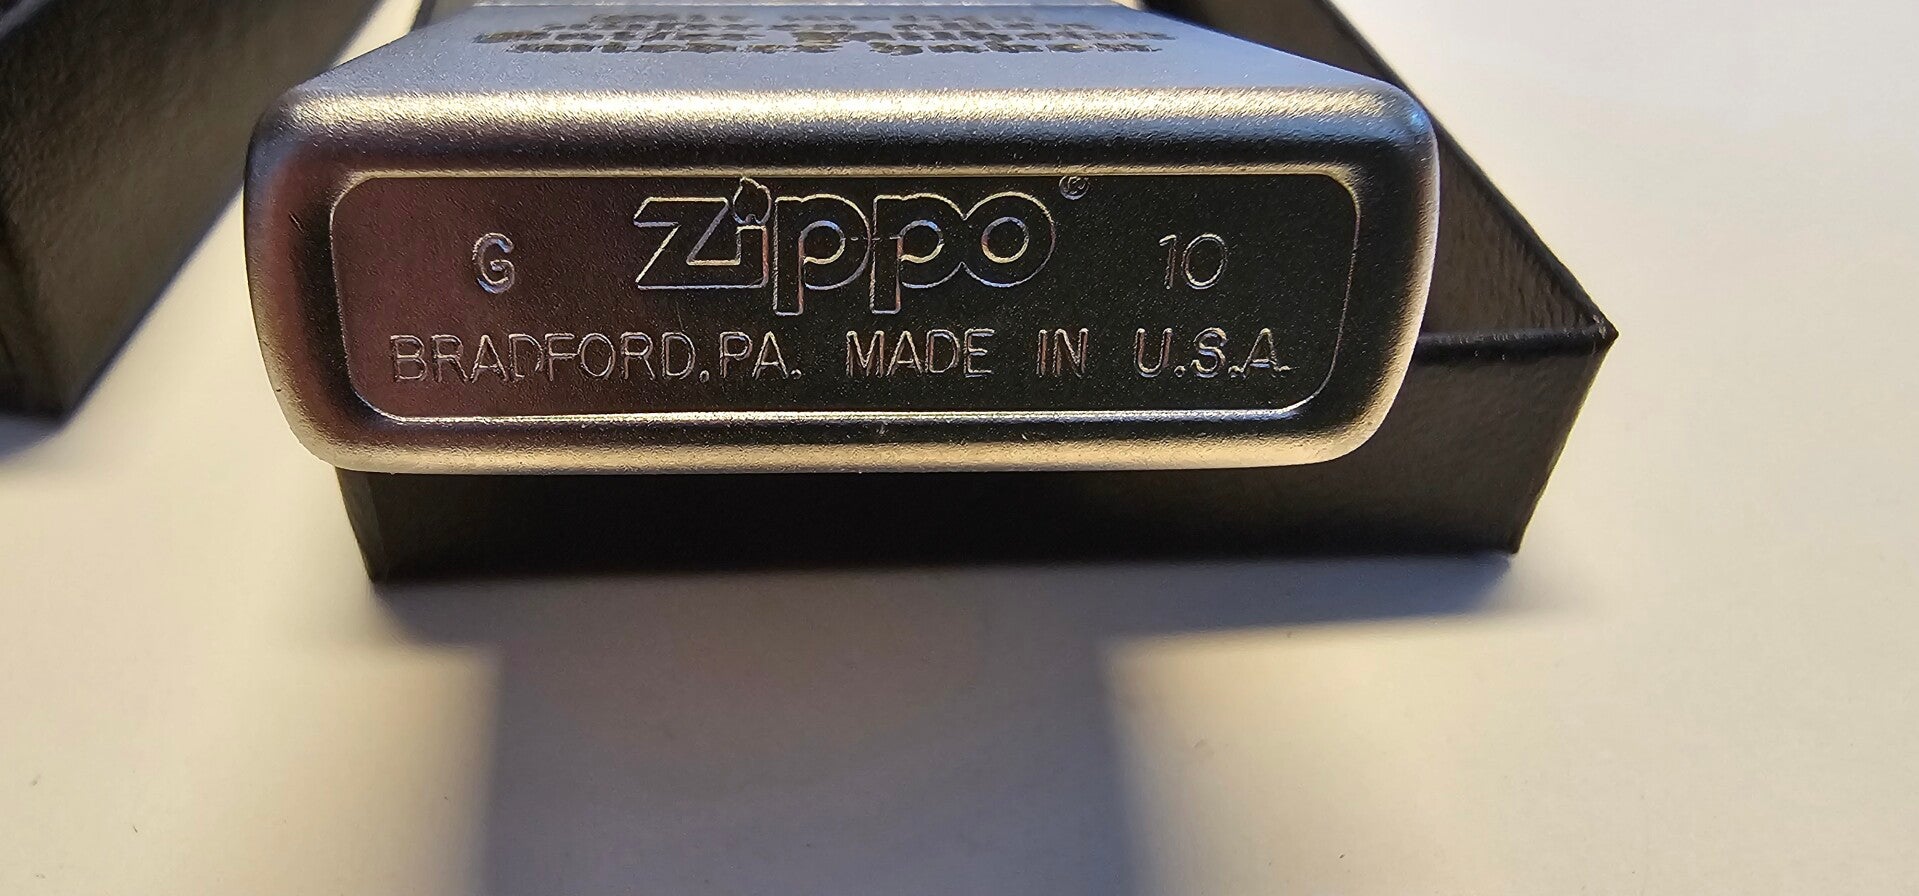 G zippo® 10
BRADFORD, PA. MADE IN U.S.A.